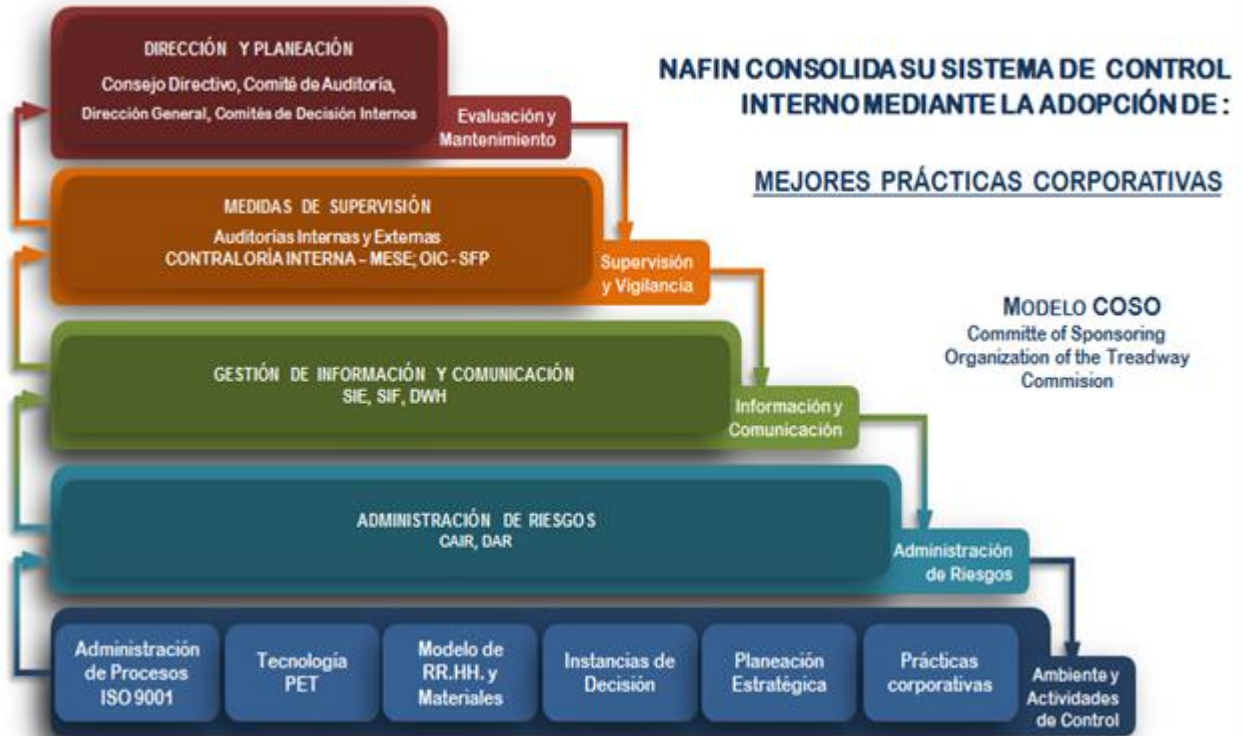 DIRECCIÓN Y PLANEACIÓN
Consejo Directivo, Comité de Auditoría,
Dirección General, Comités de Decisión Internos
Evaluación y
Mantenimiento
NAFIN CONSOLIDA SU SISTEMA DE CONTROL
INTERNO MEDIANTE LA ADOPCIÓN DE :
MEJORES PRÁCTICAS CORPORATIVAS
MEDIDAS DE SUPERVISIÓN
Auditorías Internas y Externas
CONTRALORÍA INTERNA – MESE; OIC - SFP
Supervisión
y Vigilancia
MODELO COSO
Committe of Sponsoring
Organization of the Treadway
Commision
GESTIÓN DE INFORMACIÓN Y COMUNICACIÓN
SIE, SIF, DWH
Información y
Comunicación
ADMINISTRACIÓN DE RIESGOS
CAIR, DAR
Administración
de Riesgos
Administración
de Procesos
ISO 9001
Tecnología
PET
Modelo de
RR.HH. y
Materiales
Instancias de
Decisión
Planeación
Estratégica
Prácticas
corporativas
Ambiente y
Actividades
de Control